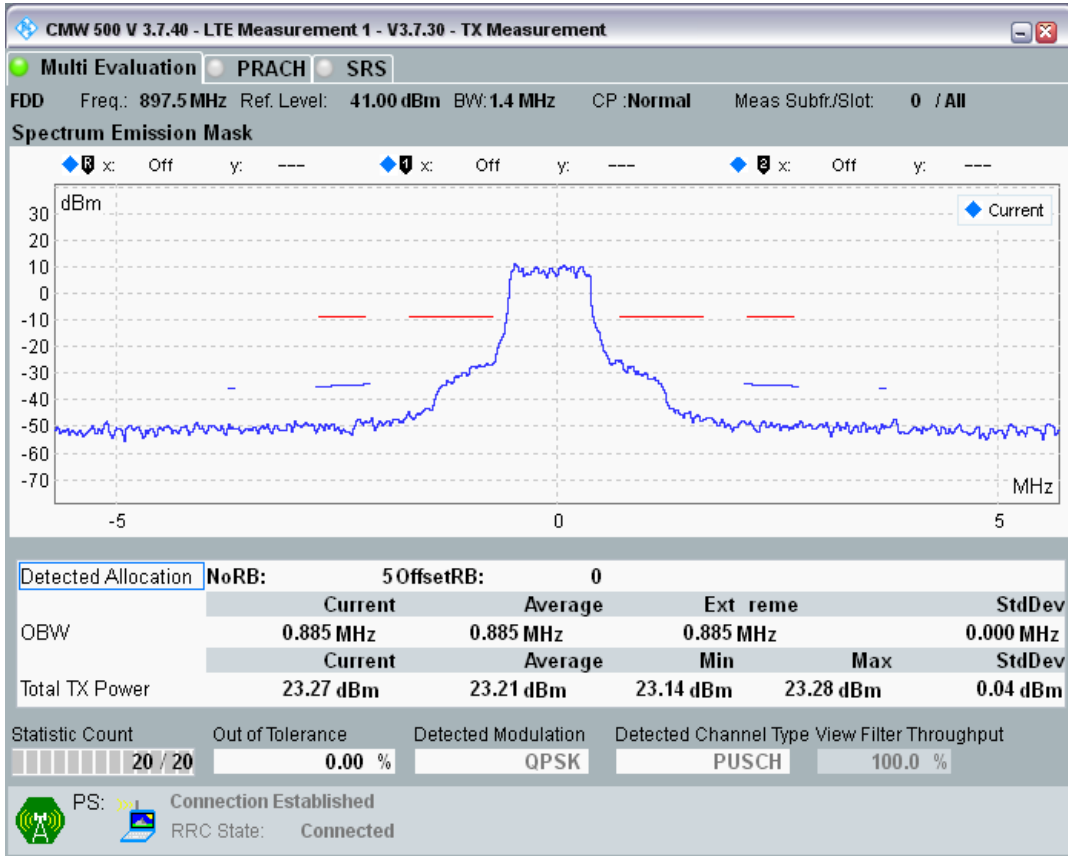 CMW 500 V 3.7.40 - LTE Measurement 1 - V3.7.30 - TX Measurement
Multi Evaluation PRACH SRS
FDD Freq.: 897.5 MHz Ref. Level: 41.00 dBm BW: 1.4 MHz CP :Normal Meas Subfr./Slot: 0 / All
Spectrum Emission Mask
R x: Off y: --- 1 x: Off y: --- 2 x: Off y: ---
dBm
Current
30
20
10
0
-10
-20
-30
-40
-50
-60
-70
MHz
-5 0 5
Detected Allocation NoRB: 5 OffsetRB: 0
Current Average Ext reme StdDev
OBW 0.885 MHz 0.885 MHz 0.885 MHz 0.000 MHz
Current Average Min Max StdDev
Total TX Power 23.27 dBm 23.21 dBm 23.14 dBm 23.28 dBm 0.04 dBm
Statistic Count Out of Tolerance Detected Modulation Detected Channel Type View Filter Throughput
20 / 20 0.00 % QPSK PUSCH 100.0 %
PS: Connection Established
RRC State: Connected